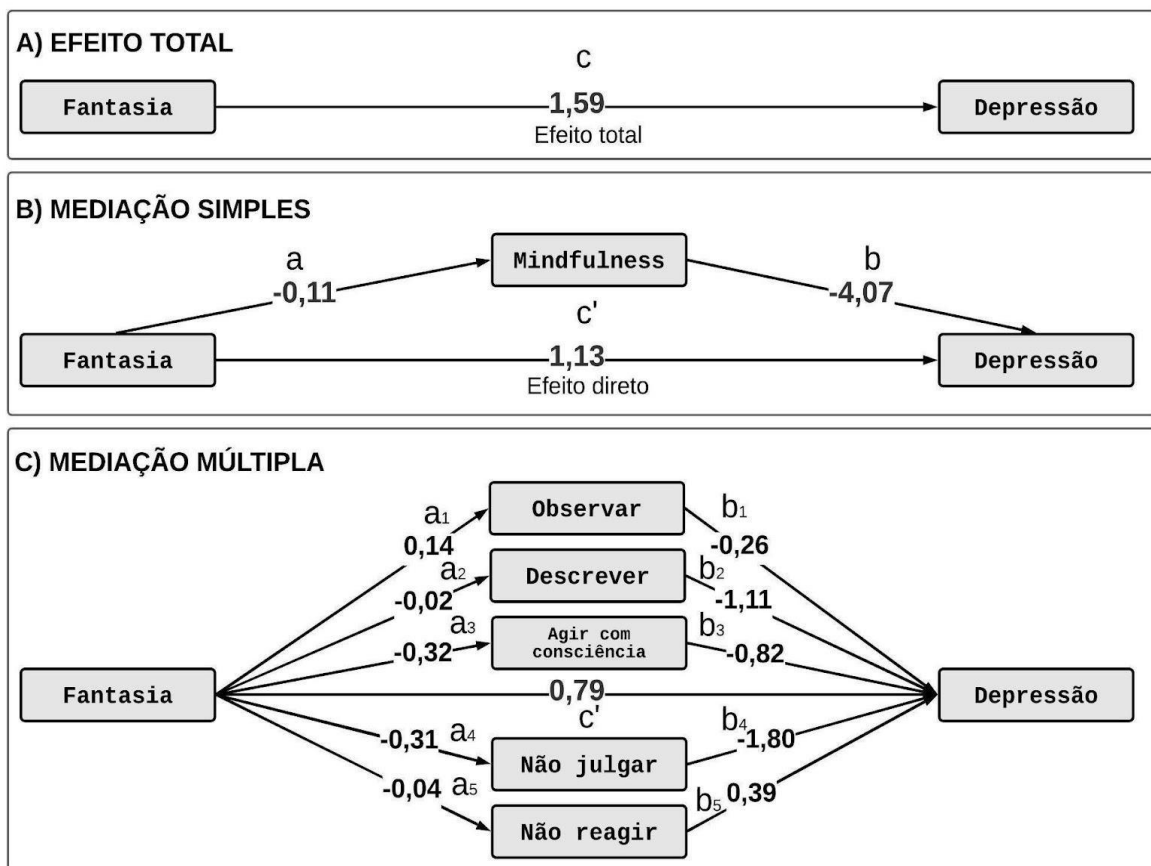 A) EFEITO TOTAL
c
Fantasia
1,59
Depressão
Efeito total
B) MEDIAÇÃO SIMPLES
a
Mindfulness
b
-0,11
-4,07
c'
Fantasia
1,13
Depressão
Efeito direto
C) MEDIAÇÃO MÚLTIPLA
a1
Observar
b1
0,14
-0,26
a2
Descrever
b2
-0,02
-1,11
a3
Agir com
consciência
b3
-0,32
-0,82
Fantasia
0,79
Depressão
c'
-0,31
a4
Não julgar
b4
-1,80
-0,04
a5
Não reagir
b5
0,39